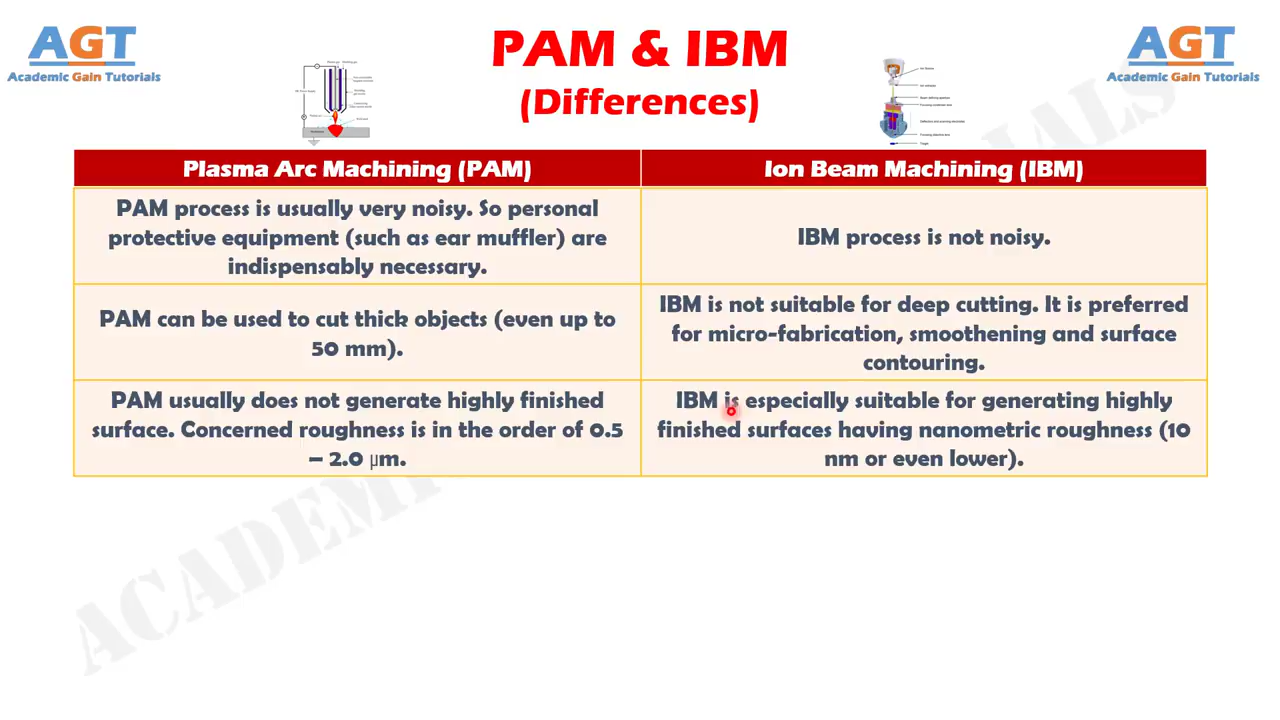 AGT
Academic Gain Tutorials
PAM & IBM
(Differences)
AGT
Academic Gain Tutorials
Plasma Arc Machining (PAM)
Ion Beam Machining (IBM)
PAM process is usually very noisy. So personal
protective equipment (such as ear muffler) are
indispensably necessary.
IBM process is not noisy.
PAM can be used to cut thick objects (even up to
50 mm).
IBM is not suitable for deep cutting. It is preferred
for micro-fabrication, smoothening and surface
contouring.
PAM usually does not generate highly finished
surface. Concerned roughness is in the order of 0.5
– 2.0 μm.
IBM is especially suitable for generating highly
finished surfaces having nanometric roughness (10
nm or even lower).